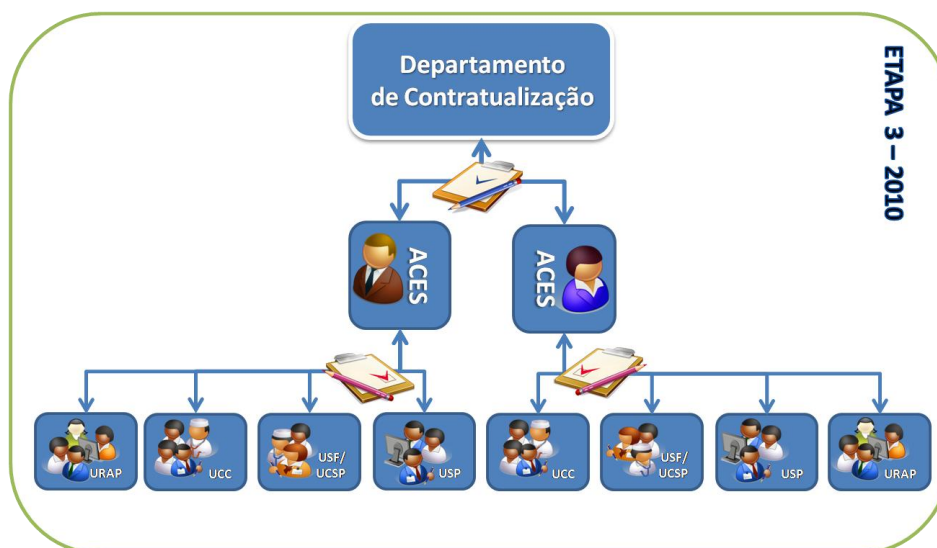 Departamento
de Contratualização
ETAPA 3 – 2010
ACES
ACES
URAP
UCC
USF/
UCSP
USP
UCC
USF/
UCSP
USP
URAP